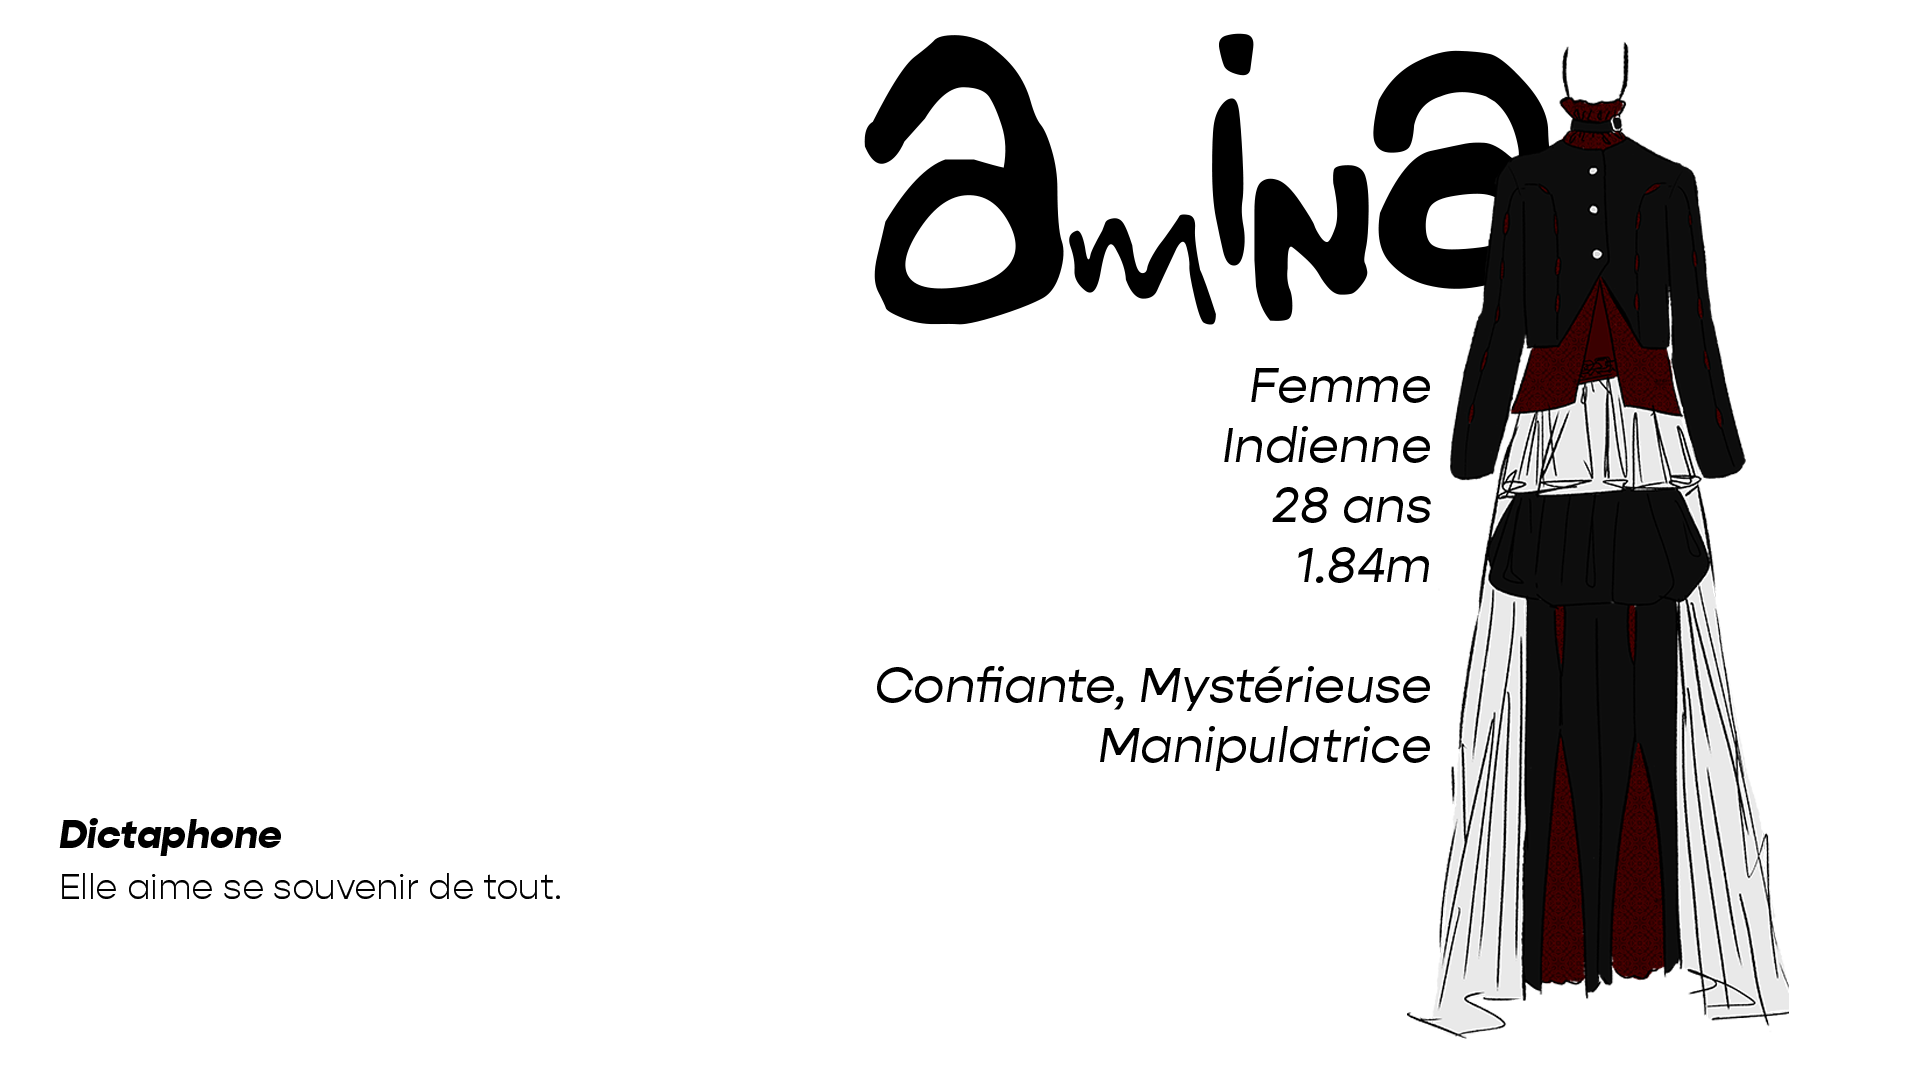 amina
Femme
Indienne
28 ans
1.84m
Confiante, Mystérieuse
Manipulatrice
Dictaphone
Elle aime se souvenir de tout.